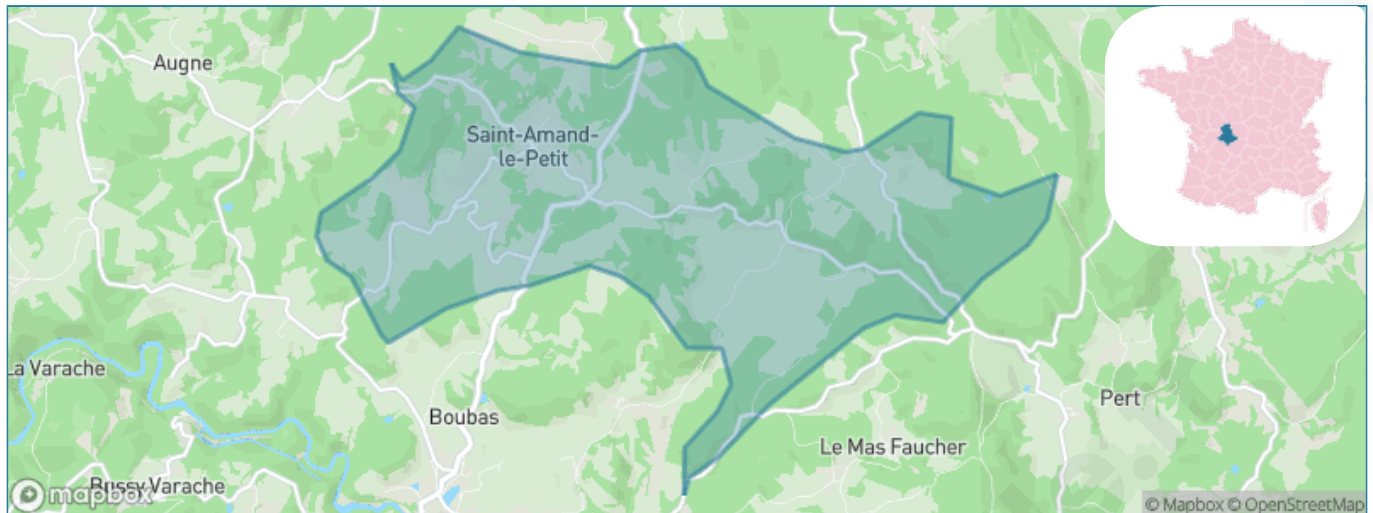 Augne
Saint-Amand-
le-Petit
La Varache
Boubas
Pert
Le Mas Faucher
Bussy Varache
mapbox
© Mapbox © OpenStreetMap